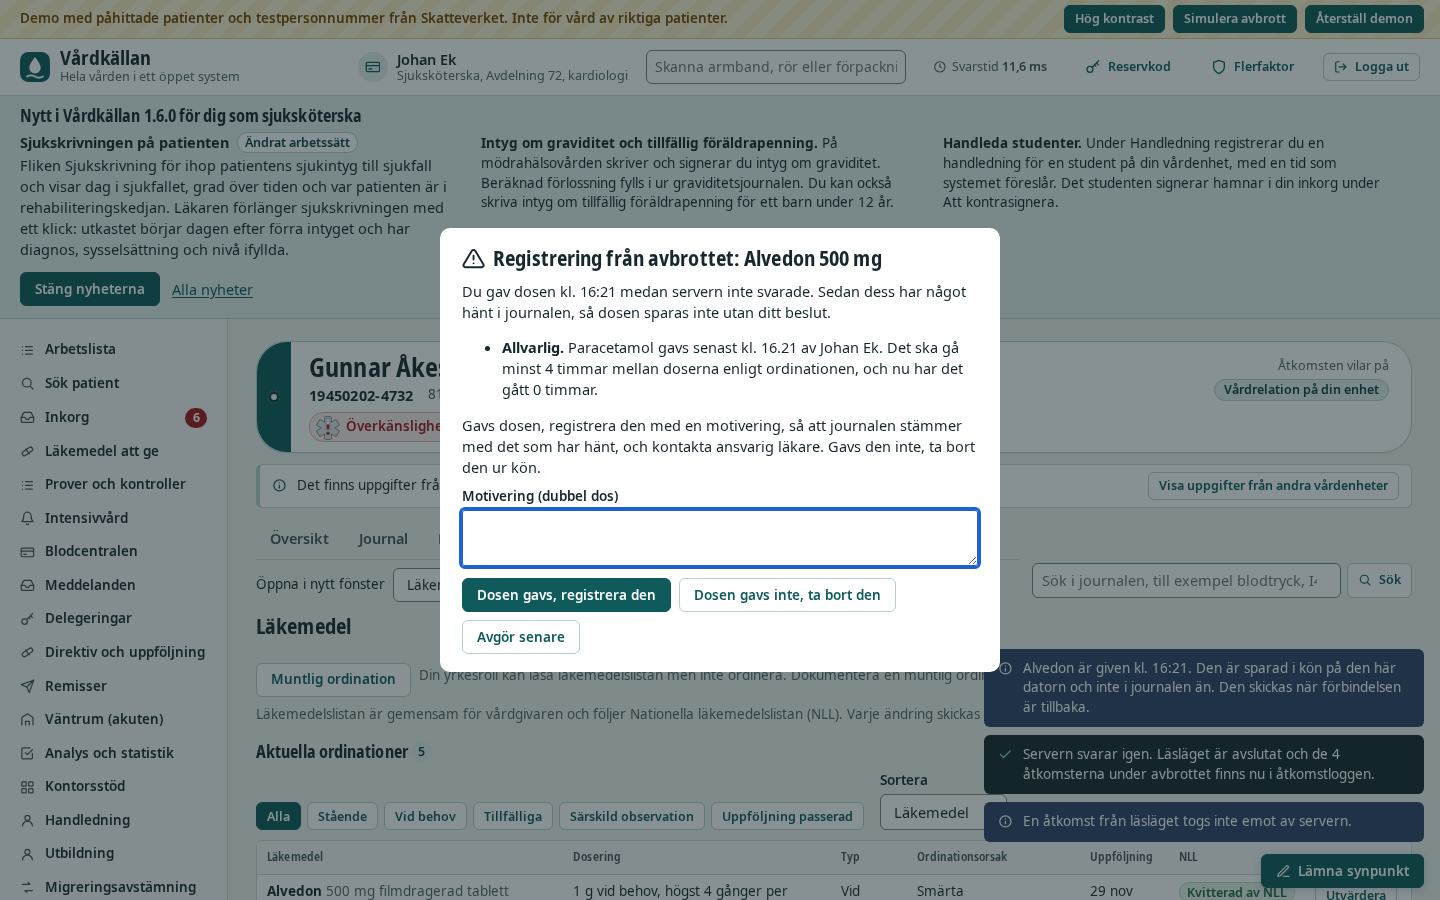 Demo med påhittade patienter och testpersonnummer från Skatteverket. Inte för vård av riktiga patienter.
Hög kontrast
Simulera avbrott
Återställ demon
Vårdkällan
Hela vården i ett öppet system
Johan Ek
Sjuksköterska, Avdelning 72, kardiologi
Skanna armband, rör eller förpackni
Svarstid 11,6 ms
Reservkod
Flerfaktor
Logga ut
Nytt i Vårdkällan 1.6.0 för dig som sjuksköterska
Sjukskrivningen på patienten
Ändrat arbetssätt
Fliken Sjukskrivning för ihop patientens sjukintyg till sjukfall
och visar dag i sjukfallet, grad över tiden och var patienten är i
rehabiliteringskedjan. Läkaren förlänger sjukskrivningen med
ett klick: utkastet börjar dagen efter förra intyget och har
diagnos, sysselsättning och nivå ifyllda.
Intyg om graviditet och tillfällig föräldrapenning. På
mödrahälsovården skriver och signerar du intyg om graviditet.
Beräknad förlossning fylls i ur graviditetsjournalen. Du kan också
skriva intyg om tillfällig föräldrapenning för ett barn under 12 år.
Handleda studenter. Under Handledning registrerar du en
handledning för en student på din vårdenhet, med en tid som
systemet föreslår. Det studenten signerar hamnar i din inkorg under
Att kontrasignera.
Stäng nyheterna
Alla nyheter
Arbetslista
Sök patient
Inkorg
6
Läkemedel att ge
Prover och kontroller
Intensivvård
Blodcentralen
Meddelanden
Delegeringar
Direktiv och uppföljning
Remisser
Väntrum (akuten)
Analys och statistik
Kontorsstöd
Handledning
Utbildning
Migreringsavstämning
Gunnar Åkes
19450202-4732
81
Överkänslighe
Åtkomsten vilar på
Vårdrelation på din enhet
Det finns uppgifter frå
Visa uppgifter från andra vårdenheter
Översikt
Journal
Öppna i nytt fönster
Läker
Sök i journalen, till exempel blodtryck, I
Sök
Läkemedel
Muntlig ordination
Din yrkesroll kan läsa läkemedelslistan men inte ordinera. Dokumentera en muntlig ordi
Läkemedelslistan är gemensam för vårdgivaren och följer Nationella läkemedelslistan (NLL). Varje ändring skickas
Aktuella ordinationer
5
Sortera
Alla
Stående
Vid behov
Tillfälliga
Särskild observation
Uppföljning passerad
Läkemedel
Läkemedel
Dosering
Typ
Ordinationsorsak
Uppföljning
NLL
Alvedon 500 mg filmdragerad tablett
1 g vid behov, högst 4 gånger per
Vid
Smärta
29 nov
Kvitterad av NLL
Utvärdera
Registrering från avbrottet: Alvedon 500 mg
Du gav dosen kl. 16:21 medan servern inte svarade. Sedan dess har något
hänt i journalen, så dosen sparas inte utan ditt beslut.
• Allvarlig. Paracetamol gavs senast kl. 16.21 av Johan Ek. Det ska gå
minst 4 timmar mellan doserna enligt ordinationen, och nu har det
gått 0 timmar.
Gavs dosen, registrera den med en motivering, så att journalen stämmer
med det som har hänt, och kontakta ansvarig läkare. Gavs den inte, ta bort
den ur kön.
Motivering (dubbel dos)
Dosen gavs, registrera den
Dosen gavs inte, ta bort den
Avgör senare
Alvedon är given kl. 16:21. Den är sparad i kön på den här
datorn och inte i journalen än. Den skickas när förbindelsen
är tillbaka.
Servern svarar igen. Läsläget är avslutat och de 4
åtkomsterna under avbrottet finns nu i åtkomstloggen.
En åtkomst från läsläget togs inte emot av servern.
Lämna synpunkt